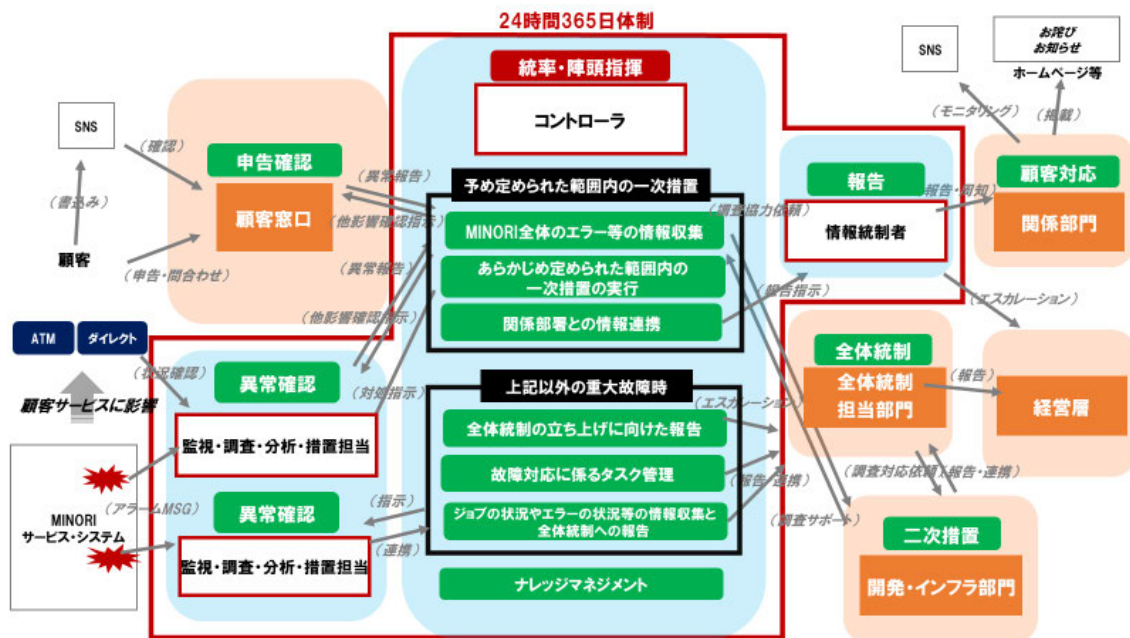 24時間365日体制
お詫び
お知らせ
ホームページ等
SNS
(モニタリング)
(掲載)
統率・陣頭指揮
コントローラ
SNS
(確認)
(書込み)
顧客
(申告・問合わせ)
申告確認
顧客窓口
(異常報告)
(他影響確認指示)
(異常報告)
(他影響確認指示)
(対処指示)
予め定められた範囲内の一次措置
MINORI全体のエラー等の情報収集
あらかじめ定められた範囲内の
一次措置の実行
関係部署との情報連携
(調査協力依頼)
(報告指示)
報告
情報統制者
(報告・周知)
顧客対応
関係部門
(エスカレーション)
ATM
ダイレクト
(状況確認)
顧客サービスに影響
MINORI
サービス・システム
(アラームMSG)
異常確認
監視・調査・分析・措置担当
異常確認
監視・調査・分析・措置担当
(指示)
(連携)
上記以外の重大故障時
全体統制の立ち上げに向けた報告
故障対応に係るタスク管理
ジョブの状況やエラーの状況等の情報収集と
全体統制への報告
ナレッジマネジメント
(エスカレーション)
(報告・連携)
(調査サポート)
全体統制
全体統制
担当部門
(報告)
経営層
(調査対応依頼)
(報告・連携)
二次措置
開発・インフラ部門